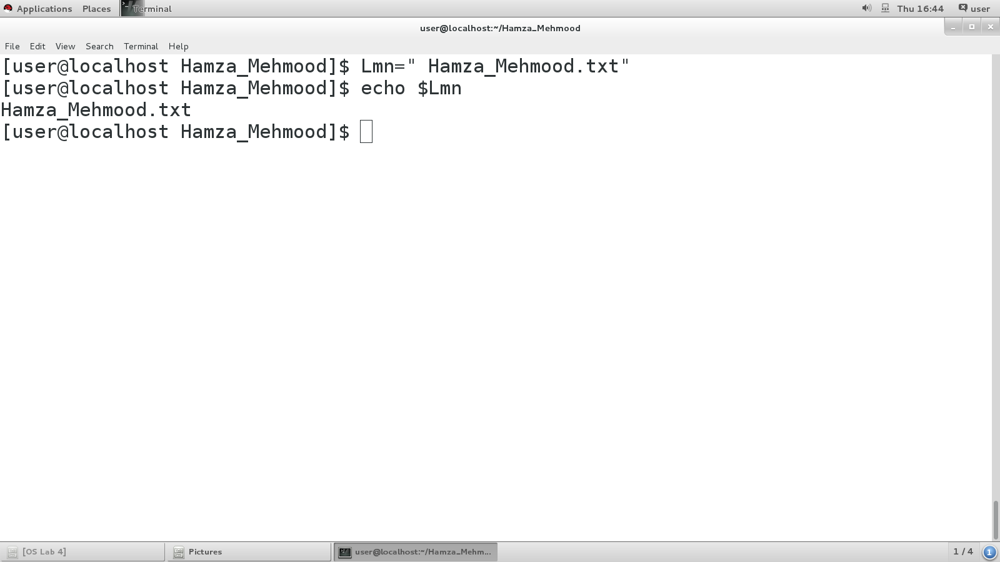 Applications Places Terminal Thu 16:44 user
user@localhost:~/Hamza_Mehmood
File Edit View Search Terminal Help
[user@localhost Hamza_Mehmood]$ Lmn=" Hamza_Mehmood.txt"
[user@localhost Hamza_Mehmood]$ echo $Lmn
Hamza_Mehmood.txt
[user@localhost Hamza_Mehmood]$
[OS Lab 4] Pictures user@localhost:~/Hamza_Mehm... 1 / 4 1